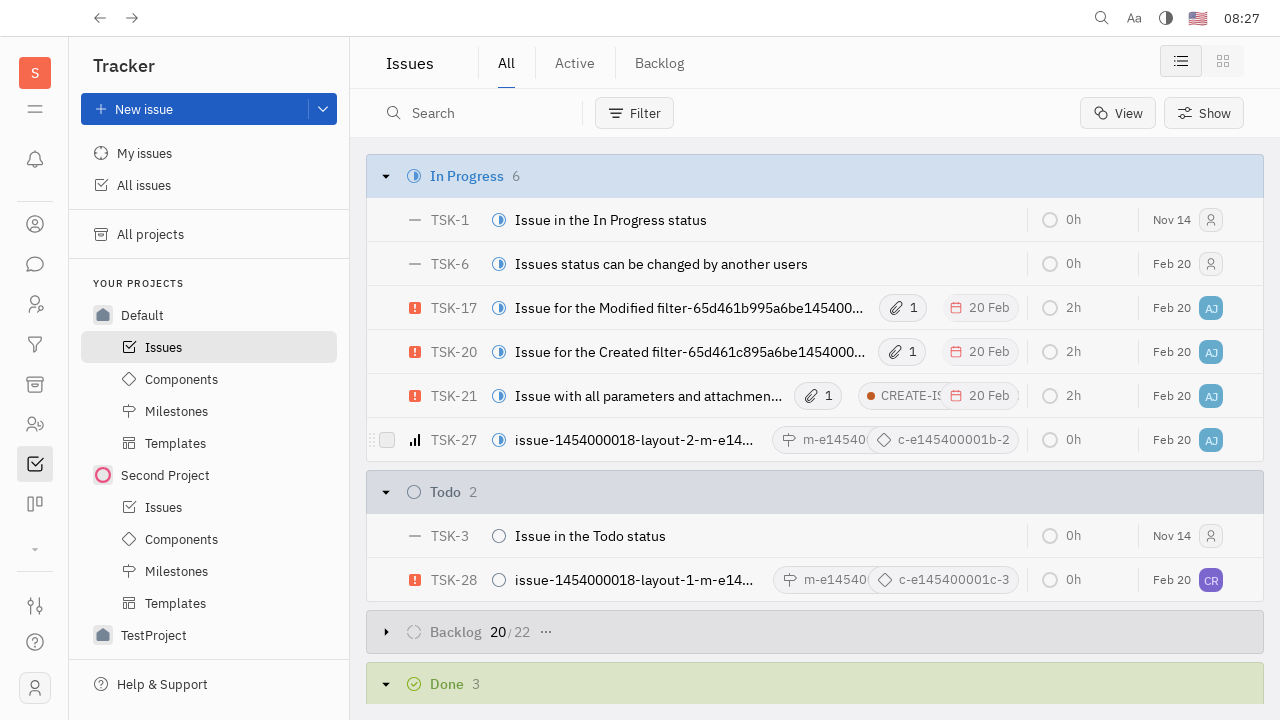 Aa
08:27
S
Tracker
New issue
My issues
All issues
All projects
YOUR PROJECTS
Default
Issues
Components
Milestones
Templates
Second Project
Issues
Components
Milestones
Templates
TestProject
Help & Support
Issues
All
Active
Backlog
Search
Filter
View
Show
In Progress 6
TSK-1 Issue in the In Progress status 0h Nov 14
TSK-6 Issues status can be changed by another users 0h Feb 20
TSK-17 Issue for the Modified filter-65d461b995a6be145400... 1 20 Feb 2h Feb 20 AJ
TSK-20 Issue for the Created filter-65d461c895a6be1454000... 1 20 Feb 2h Feb 20 AJ
TSK-21 Issue with all parameters and attachmen... 1 CREATE-IS 20 Feb 2h Feb 20 AJ
TSK-27 issue-1454000018-layout-2-m-e14... m-e14540 c-e145400001b-2 0h Feb 20 AJ
Todo 2
TSK-3 Issue in the Todo status 0h Nov 14
TSK-28 issue-1454000018-layout-1-m-e14... m-e14540 c-e145400001c-3 0h Feb 20 CR
Backlog 20 / 22 ...
Done 3